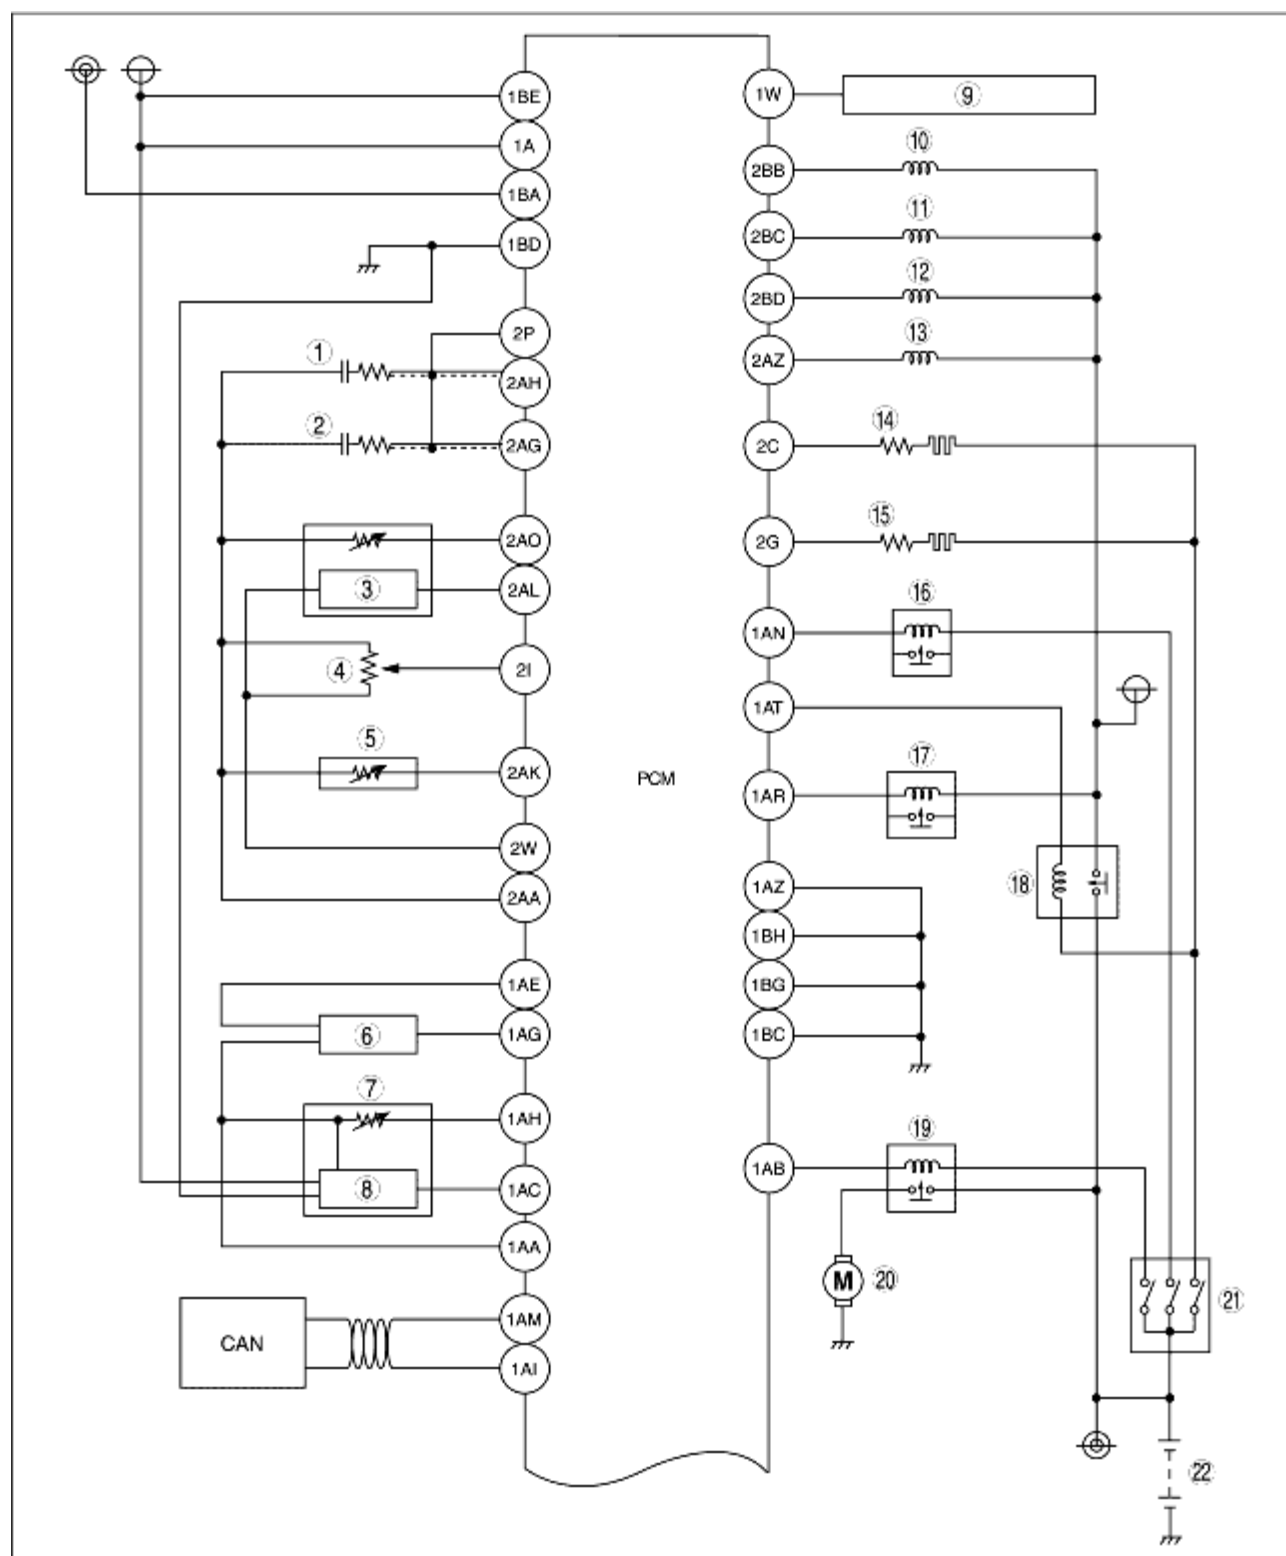 1BE
1A
1BA
1BD
2P
①
2AH
②
2AG
2AO
③
2AL
④
2I
⑤
2AK
2W
2AA
1AE
⑥
1AG
⑦
1AH
⑧
1AC
1AA
CAN
1AM
1AI
PCM
1W
⑨
⑩
2BB
⑪
2BC
⑫
2BD
⑬
2AZ
⑭
2C
⑮
2G
⑯
1AN
1AT
⑰
1AR
⑱
1AZ
1BH
1BG
1BC
⑲
1AB
M
⑳
㉑
㉒